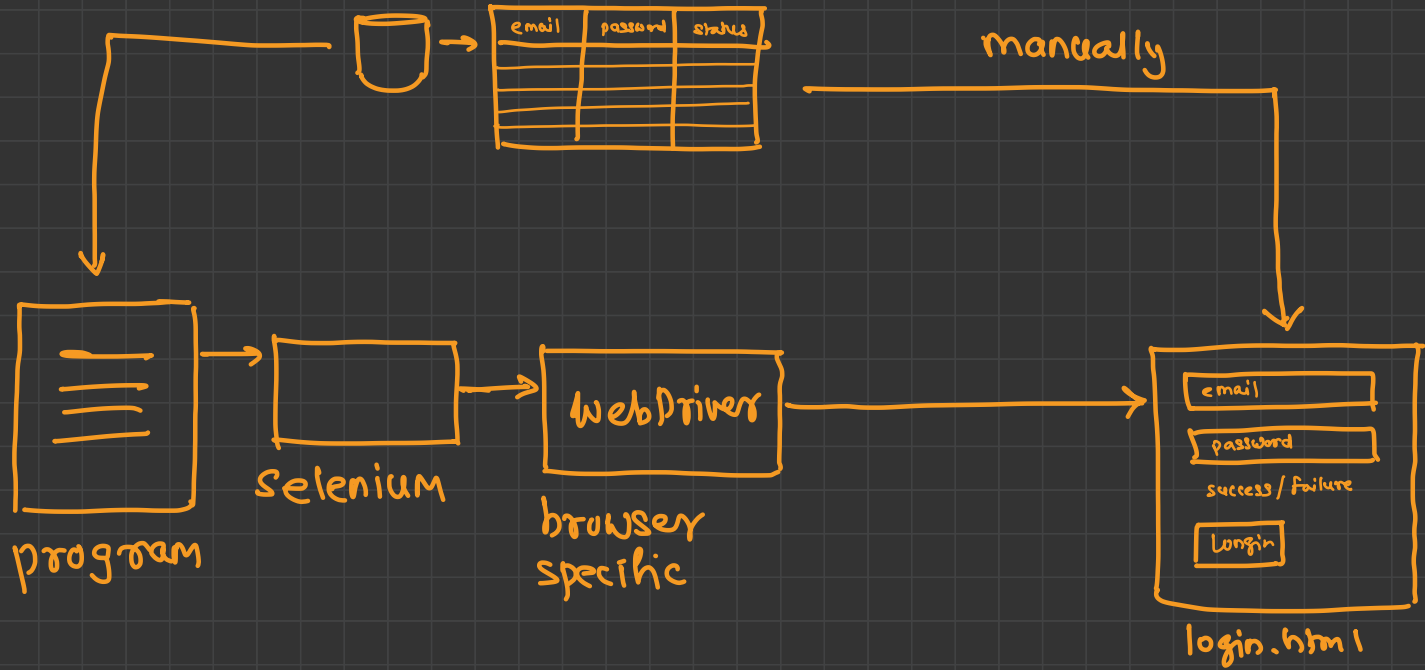 email password status
manually
email
password
success/failure
Longin
login.html
WebDriver
browser
specific
selenium
program